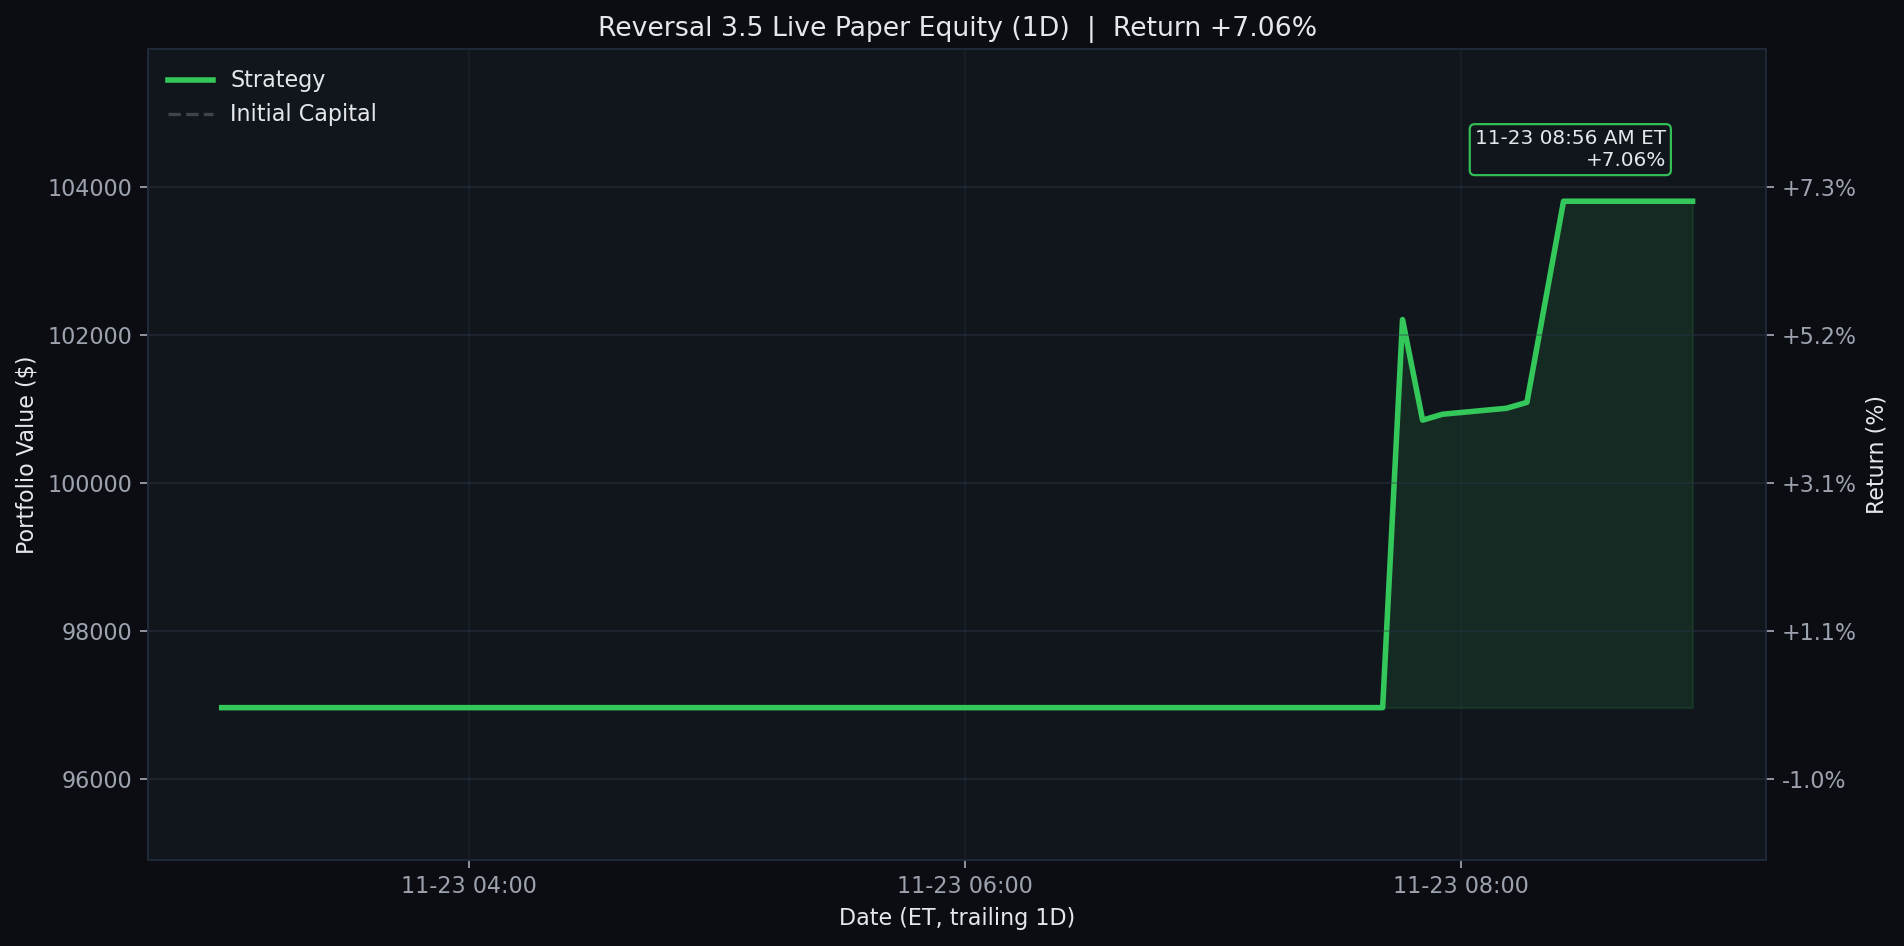 Reversal 3.5 Live Paper Equity (1D)  |  Return +7.06%
Strategy
Initial Capital
11-23 08:56 AM ET
+7.06%
Portfolio Value ($)
104000
102000
100000
98000
96000
+7.3%
+5.2%
+3.1%
+1.1%
-1.0%
Return (%)
11-23 04:00
11-23 06:00
11-23 08:00
Date (ET, trailing 1D)